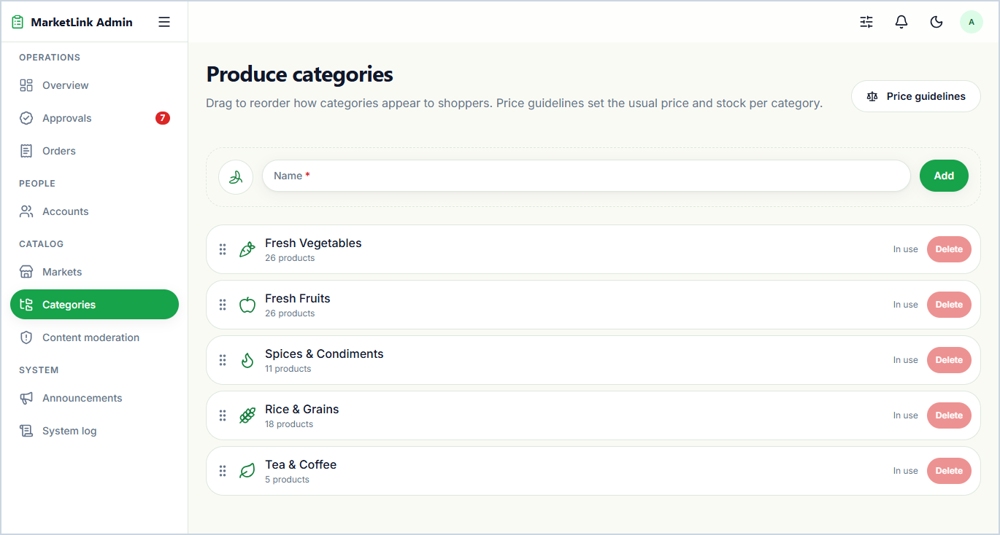 MarketLink Admin
A
OPERATIONS
Overview
Approvals 7
Orders
PEOPLE
Accounts
CATALOG
Markets
Categories
Content moderation
SYSTEM
Announcements
System log
Produce categories
Drag to reorder how categories appear to shoppers. Price guidelines set the usual price and stock per category.
Price guidelines
Name *
Add
Fresh Vegetables
26 products
In use Delete
Fresh Fruits
26 products
In use Delete
Spices & Condiments
11 products
In use Delete
Rice & Grains
18 products
In use Delete
Tea & Coffee
5 products
In use Delete